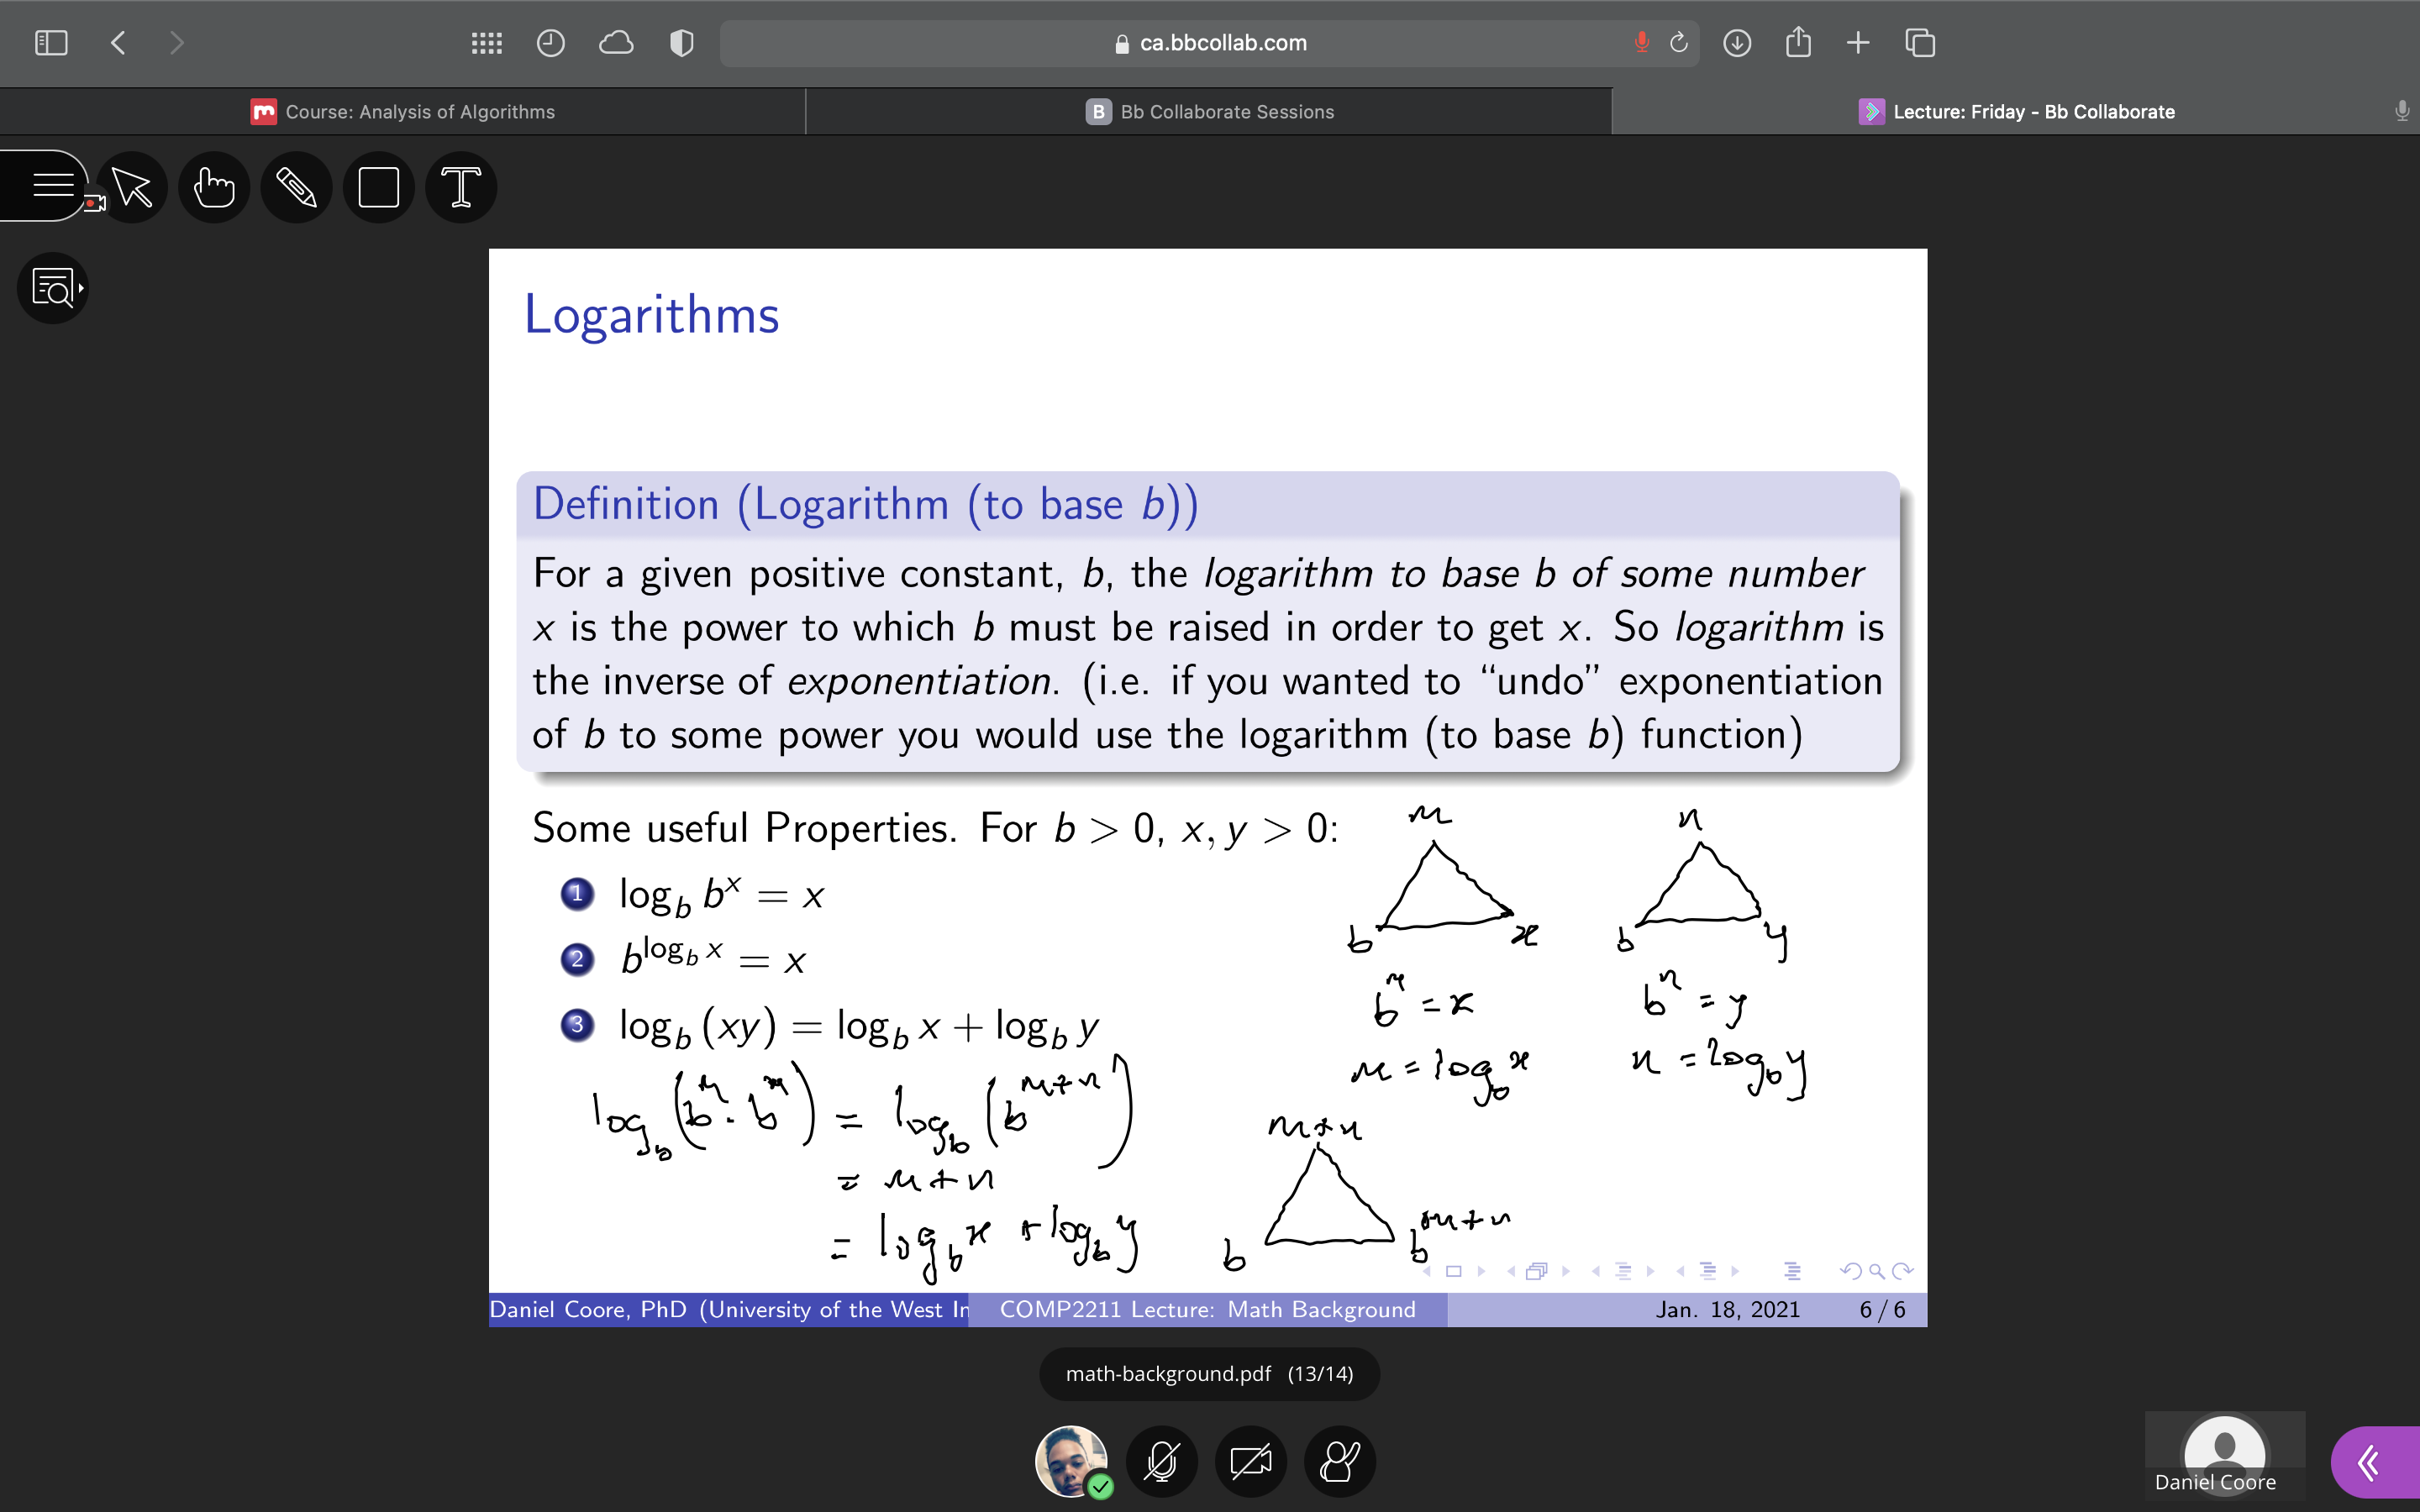 ca.bbcollab.com
Course: Analysis of Algorithms
B Bb Collaborate Sessions
Lecture: Friday - Bb Collaborate
T
Logarithms
Definition (Logarithm (to base b))
For a given positive constant, b, the logarithm to base b of some number
x is the power to which b must be raised in order to get x. So logarithm is
the inverse of exponentiation. (i.e. if you wanted to “undo” exponentiation
of b to some power you would use the logarithm (to base b) function)
Some useful Properties. For b > 0, x, y > 0:
1 log_b b^x = x
2 b^{log_b x} = x
3 log_b (xy) = log_b x + log_b y
m
b x
b^m = x
m = log_b x
n
b y
b^n = y
n = log_b y
log_b (b^m . b^n) = log_b (b^{m+n})
= m+n
= log_b x + log_b y
m+n
b b^{m+n}
Daniel Coore, PhD (University of the West In COMP2211 Lecture: Math Background Jan. 18, 2021 6 / 6
math-background.pdf (13/14)
Daniel Coore